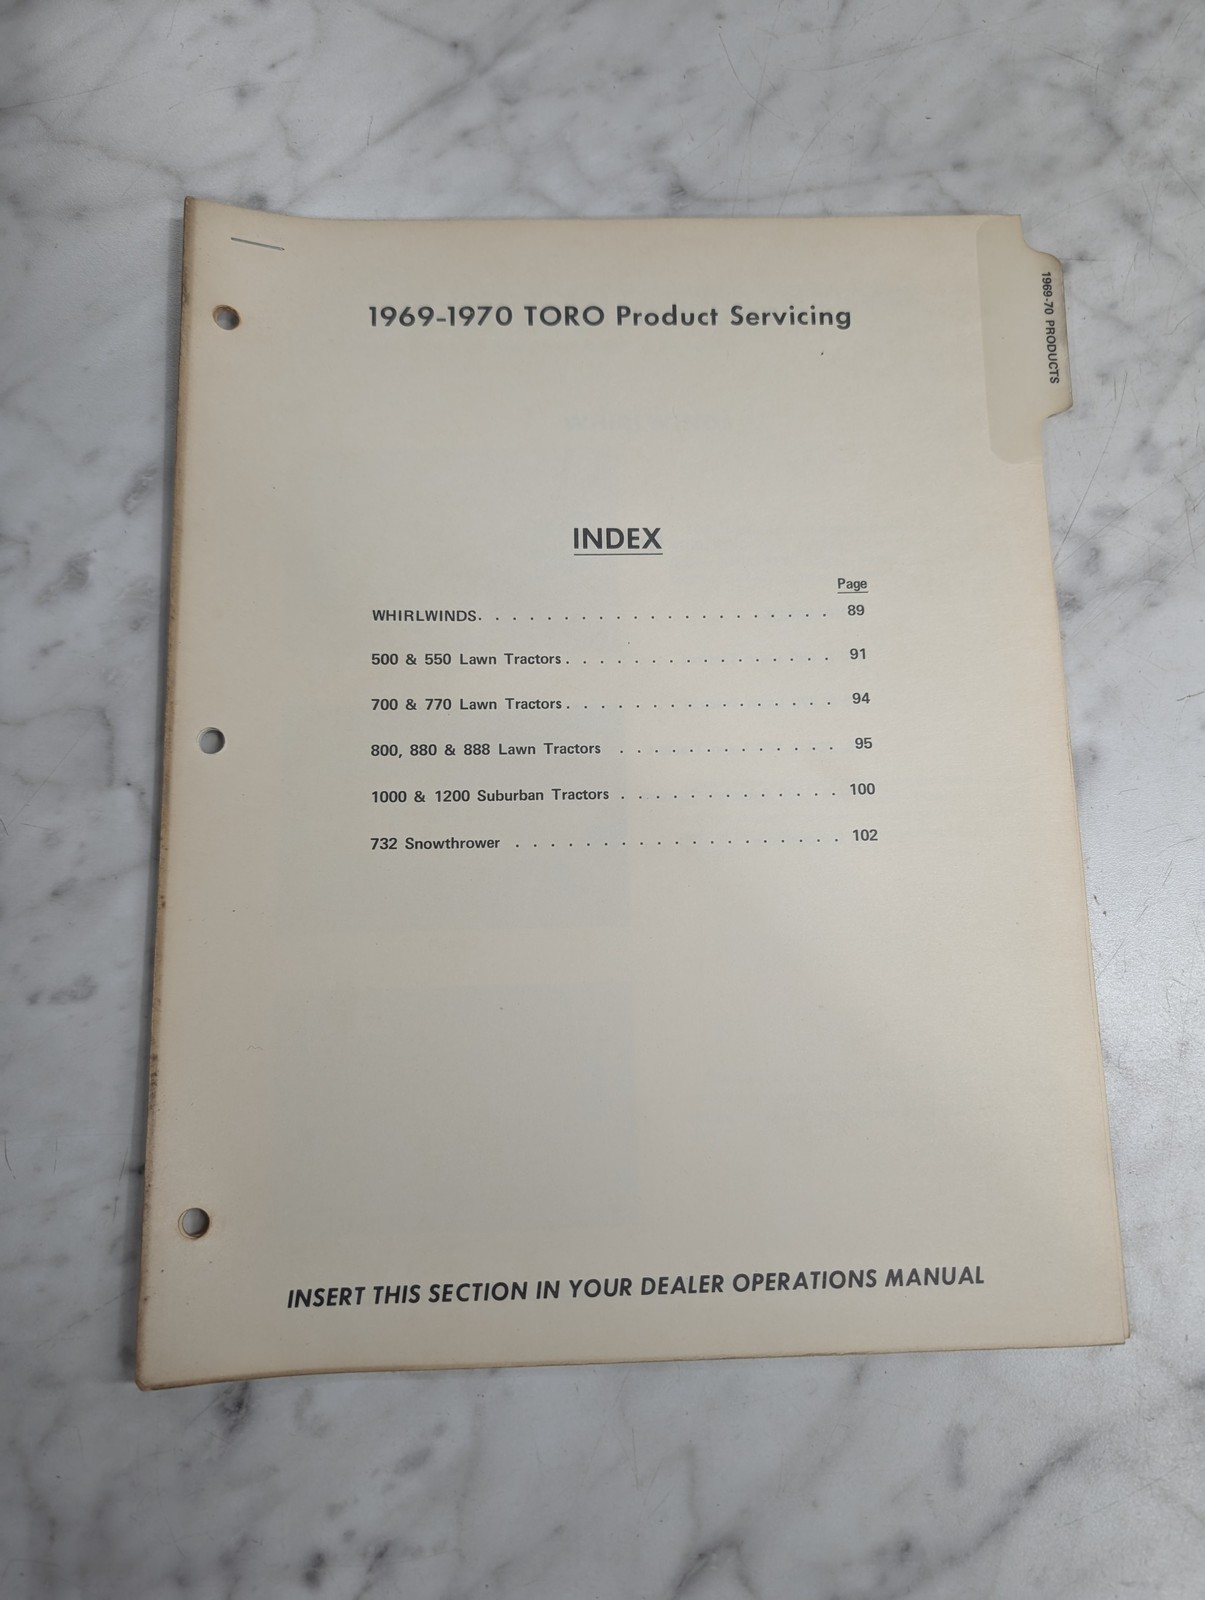 1969-1970 TORO Product Servicing
1969-70 PRODUCTS
INDEX
Page
WHIRLWINDS. . . . . . . . . . . . . . . . . . . . . 89
500 & 550 Lawn Tractors. . . . . . . . . . . . . . . . 91
700 & 770 Lawn Tractors. . . . . . . . . . . . . . . . 94
800, 880 & 888 Lawn Tractors . . . . . . . . . . . . . 95
1000 & 1200 Suburban Tractors . . . . . . . . . . . . . 100
732 Snowthrower . . . . . . . . . . . . . . . . . . . 102
INSERT THIS SECTION IN YOUR DEALER OPERATIONS MANUAL